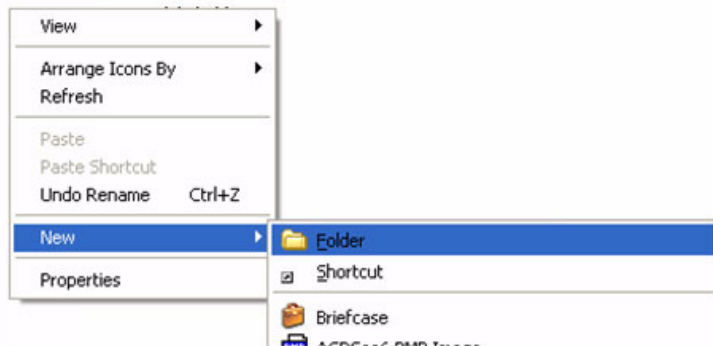 View
Arrange Icons By
Refresh
Paste
Paste Shortcut
Undo Rename Ctrl+Z
New
Properties
Folder
Shortcut
Briefcase